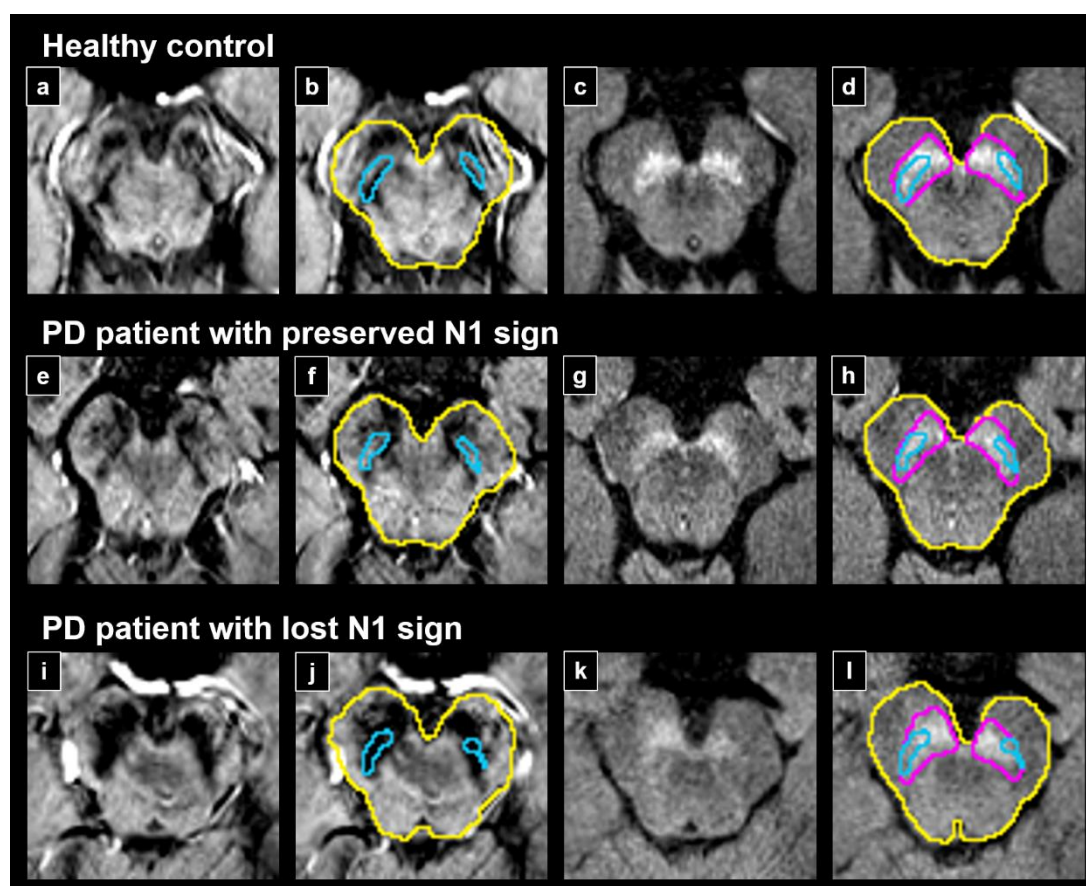 Healthy control
a b c d
PD patient with preserved N1 sign
e f g h
PD patient with lost N1 sign
i j k l